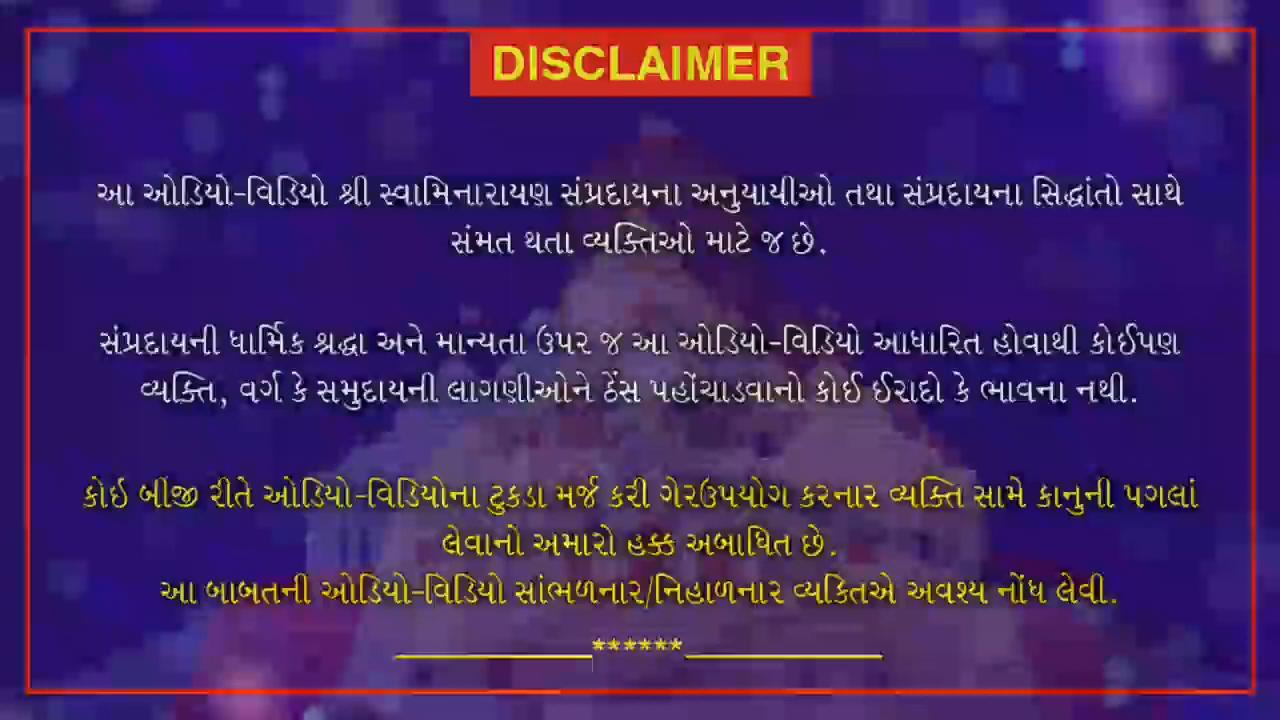 DISCLAIMER
આ ઓડિયો-વિડિયો શ્રી સ્વામિનારાયણ સંપ્રદાયના અનુયાયીઓ તથા સંપ્રદાયના સિદ્ધાંતો સાથે
સંમત થતા વ્યક્તિઓ માટે જ છે.
સંપ્રદાયની ધાર્મિક શ્રદ્ધા અને માન્યતા ઉપર જ આ ઓડિયો-વિડિયો આધારિત હોવાથી કોઈપણ
વ્યક્તિ, વર્ગ કે સમુદાયની લાગણીઓને ઠેંસ પહોંચાડવાનો કોઈ ઈરાદો કે ભાવના નથી.
કોઇ બીજી રીતે ઓડિયો-વિડિયોના ટુકડા મર્જ કરી ગેરઉપયોગ કરનાર વ્યક્તિ સામે કાનુની પગલાં
લેવાનો અમારો હક્ક અબાધિત છે.
આ બાબતની ઓડિયો-વિડિયો સાંભળનાર/નિહાળનાર વ્યકિતએ અવશ્ય નોંધ લેવી.
******